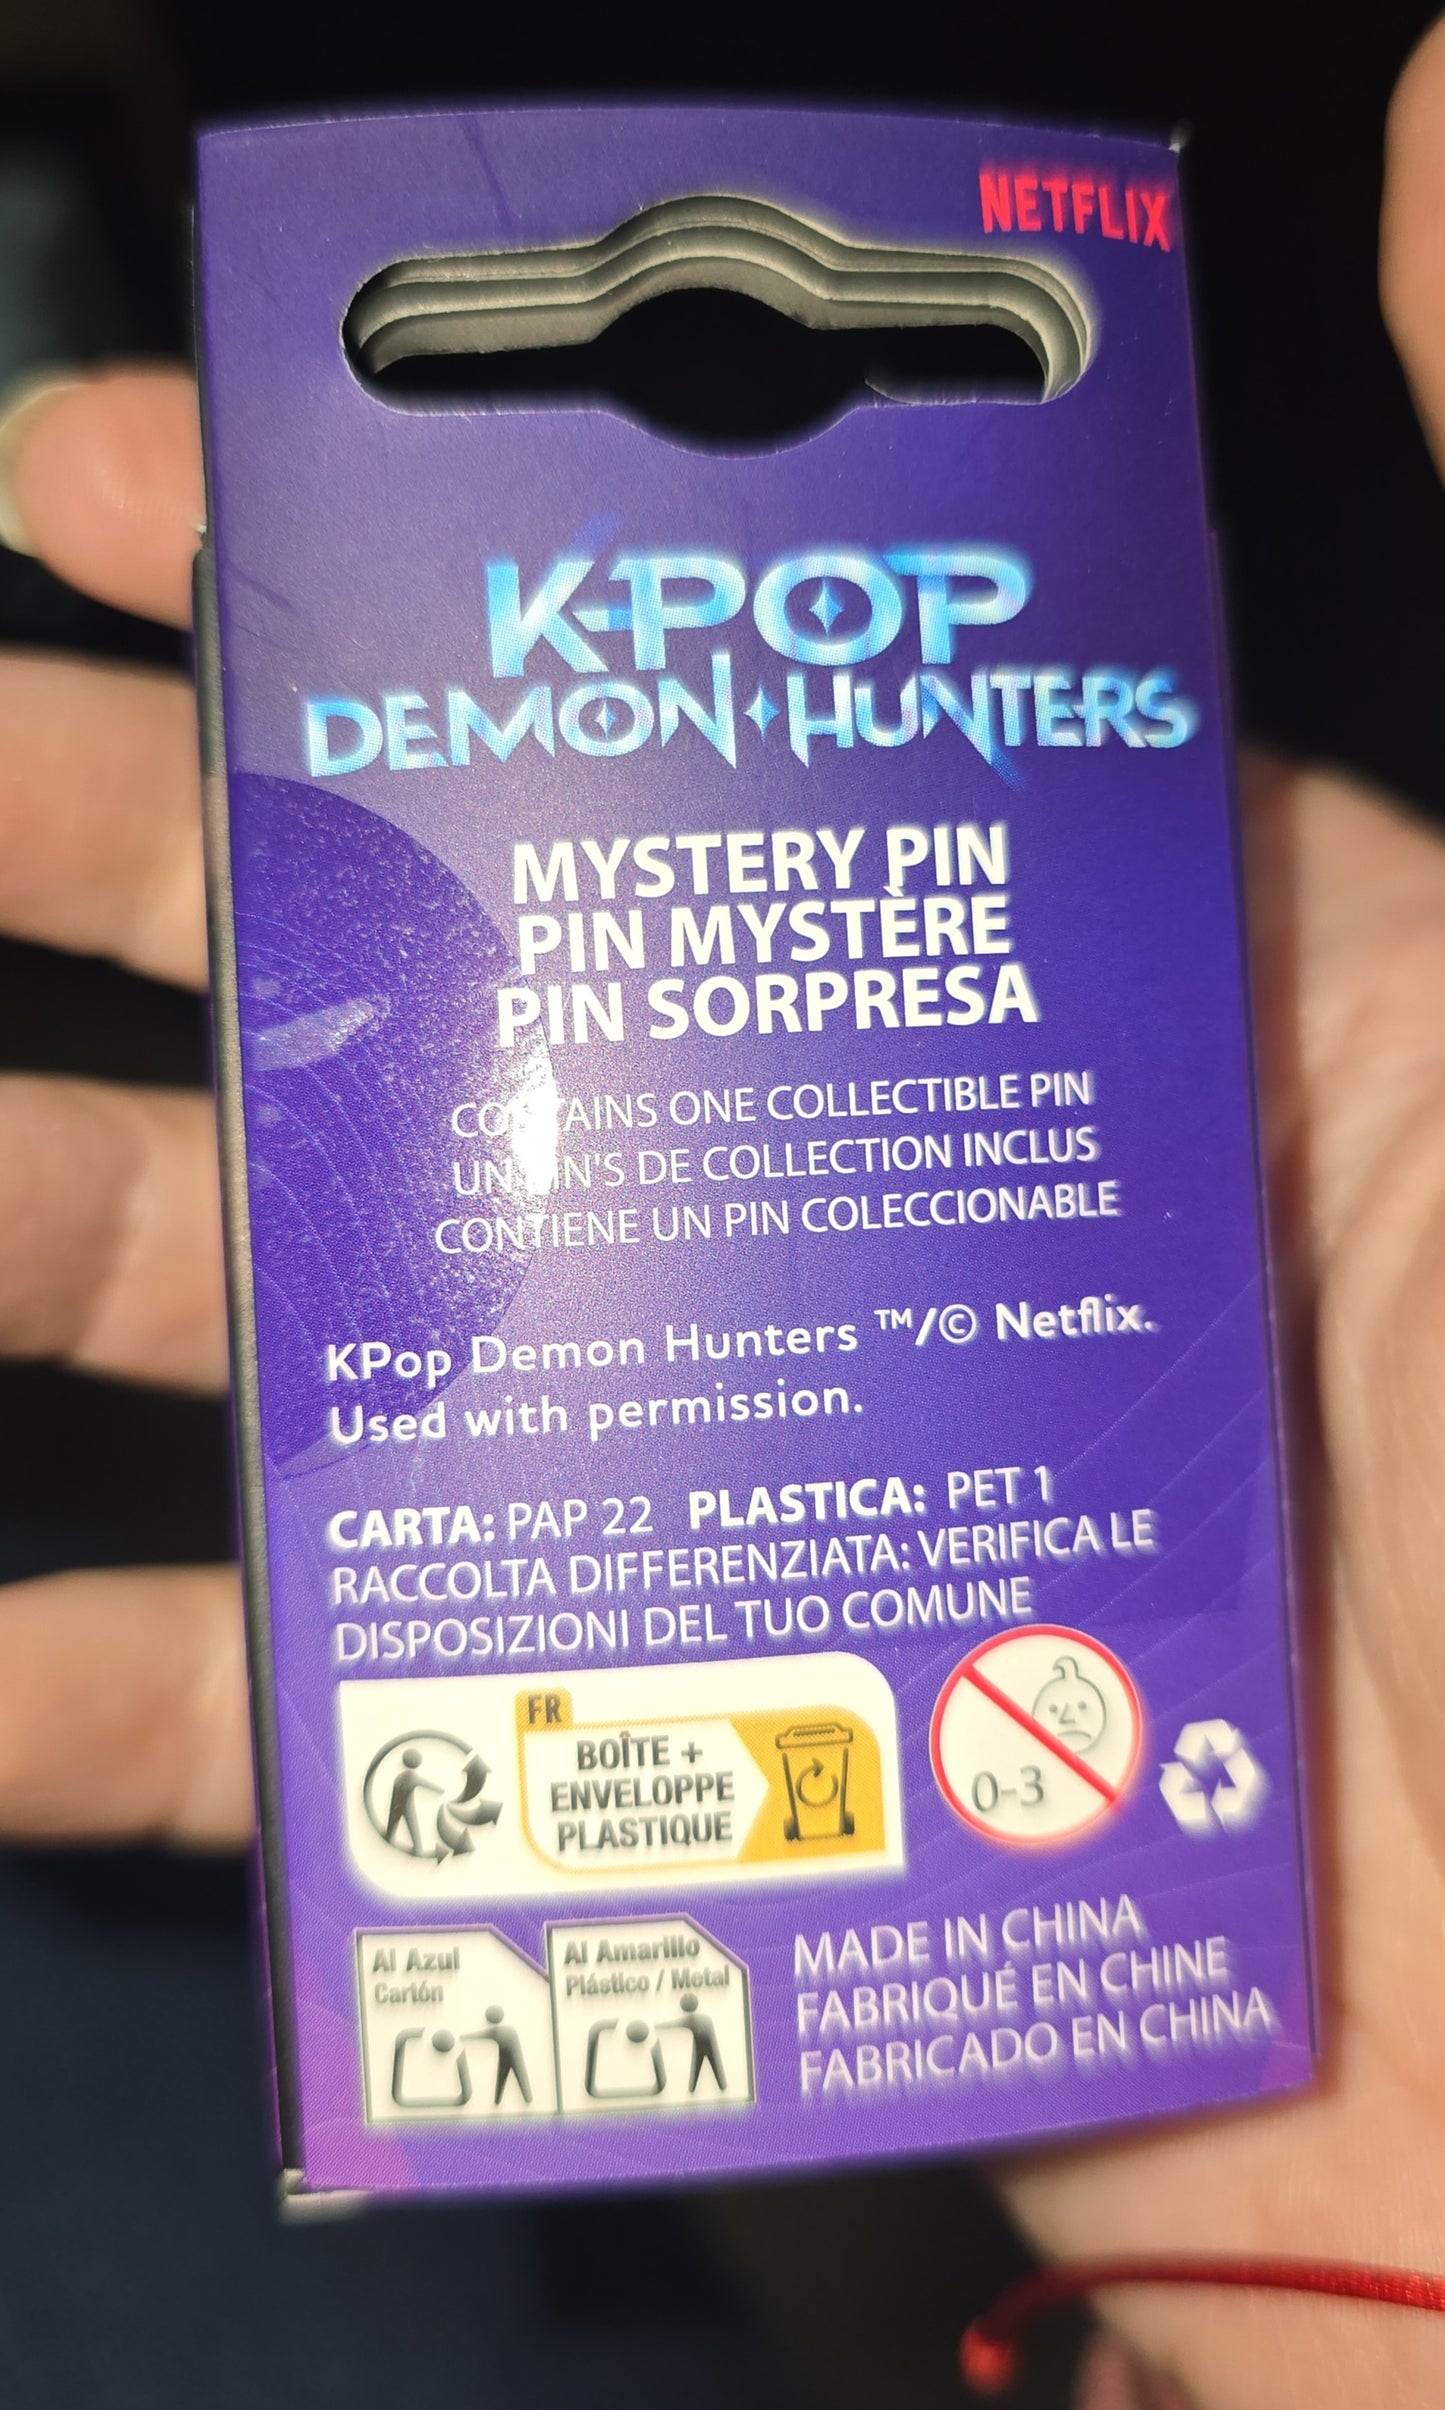 NETFLIX
KPOP
DEMON HUNTERS
MYSTERY PIN
PIN MYSTÈRE
PIN SORPRESA
CONTAINS ONE COLLECTIBLE PIN
UN PIN'S DE COLLECTION INCLUS
CONTIENE UN PIN COLECCIONABLE
KPop Demon Hunters ™/© Netflix.
Used with permission.
CARTA: PAP 22 PLASTICA: PET 1
RACCOLTA DIFFERENZIATA: VERIFICA LE
DISPOSIZIONI DEL TUO COMUNE
FR
BOÎTE +
ENVELOPPE
PLASTIQUE
0-3
Al Azul
Cartón
Al Amarillo
Plástico / Metal
MADE IN CHINA
FABRIQUÉ EN CHINE
FABRICADO EN CHINA